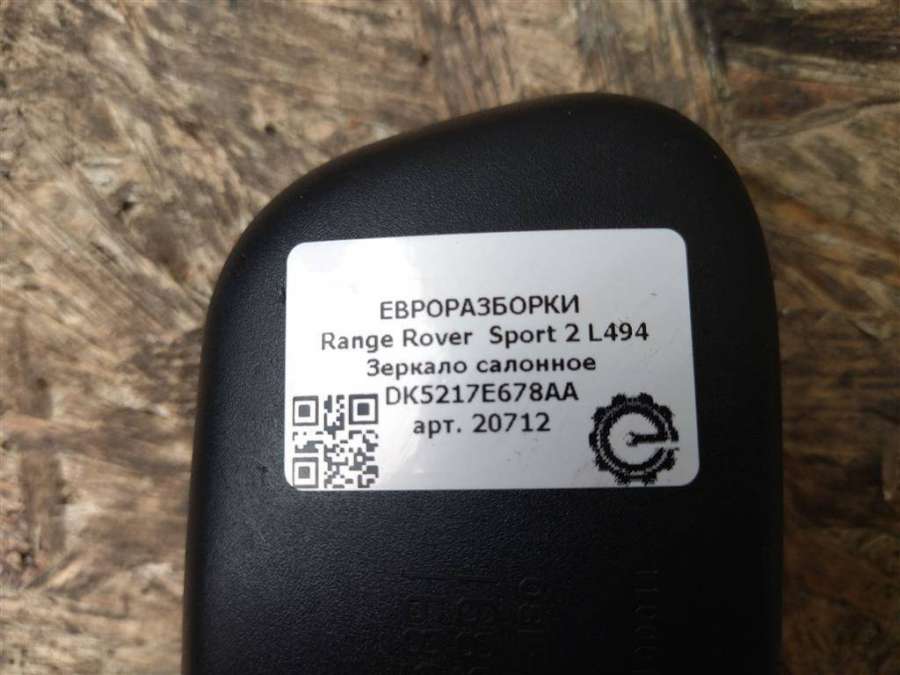 ЕВРОРАЗБОРКИ
Range Rover Sport 2 L494
Зеркало салонное
DK5217E678AA
арт. 20712